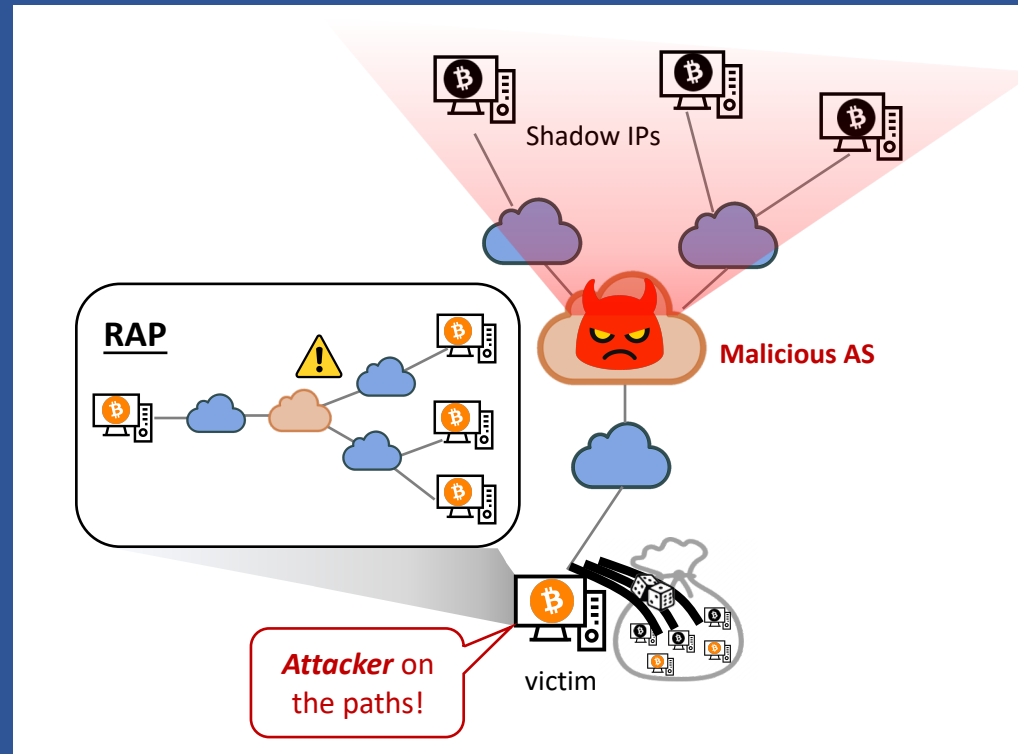 Shadow IPs
RAP
Malicious AS
Attacker on
the paths!
victim